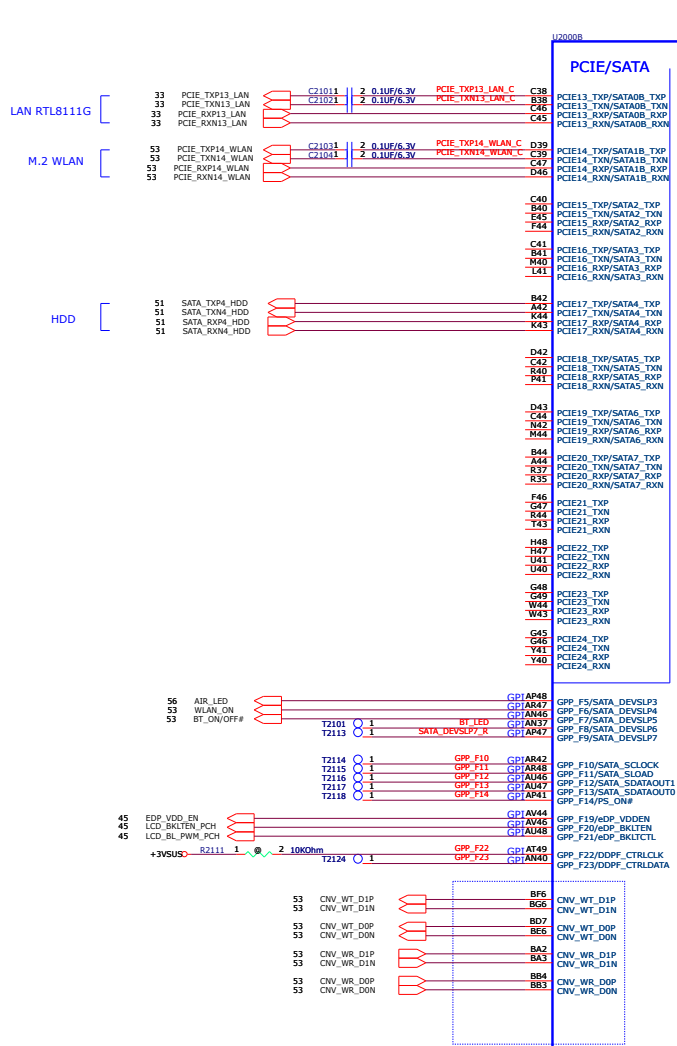 U2000B
PCIE/SATA
LAN RTL8111G
33 PCIE_TXP13_LAN C2101 1 2 0.1UF/6.3V PCIE_TXP13_LAN_C C38 PCIE13_TXP/SATA0B_TXP
33 PCIE_TXN13_LAN C2102 1 2 0.1UF/6.3V PCIE_TXN13_LAN_C B38 PCIE13_TXN/SATA0B_TXN
33 PCIE_RXP13_LAN C46 PCIE13_RXP/SATA0B_RXP
33 PCIE_RXN13_LAN C45 PCIE13_RXN/SATA0B_RXN
M.2 WLAN
53 PCIE_TXP14_WLAN C2103 1 2 0.1UF/6.3V PCIE_TXP14_WLAN_C D39 PCIE14_TXP/SATA1B_TXP
53 PCIE_TXN14_WLAN C2104 1 2 0.1UF/6.3V PCIE_TXN14_WLAN_C C39 PCIE14_TXN/SATA1B_TXN
53 PCIE_RXP14_WLAN C47 PCIE14_RXP/SATA1B_RXP
53 PCIE_RXN14_WLAN D46 PCIE14_RXN/SATA1B_RXN
C40 PCIE15_TXP/SATA2_TXP
B40 PCIE15_TXN/SATA2_TXN
E45 PCIE15_RXP/SATA2_RXP
F44 PCIE15_RXN/SATA2_RXN
C41 PCIE16_TXP/SATA3_TXP
B41 PCIE16_TXN/SATA3_TXN
M40 PCIE16_RXP/SATA3_RXP
L41 PCIE16_RXN/SATA3_RXN
HDD
51 SATA_TXP4_HDD B42 PCIE17_TXP/SATA4_TXP
51 SATA_TXN4_HDD A42 PCIE17_TXN/SATA4_TXN
51 SATA_RXP4_HDD K44 PCIE17_RXP/SATA4_RXP
51 SATA_RXN4_HDD K43 PCIE17_RXN/SATA4_RXN
D42 PCIE18_TXP/SATA5_TXP
C42 PCIE18_TXN/SATA5_TXN
R40 PCIE18_RXP/SATA5_RXP
P41 PCIE18_RXN/SATA5_RXN
D43 PCIE19_TXP/SATA6_TXP
C44 PCIE19_TXN/SATA6_TXN
N42 PCIE19_RXP/SATA6_RXP
M44 PCIE19_RXN/SATA6_RXN
B44 PCIE20_TXP/SATA7_TXP
A44 PCIE20_TXN/SATA7_TXN
R37 PCIE20_RXP/SATA7_RXP
R35 PCIE20_RXN/SATA7_RXN
F46 PCIE21_TXP
G47 PCIE21_TXN
R44 PCIE21_RXP
T43 PCIE21_RXN
H48 PCIE22_TXP
H47 PCIE22_TXN
U41 PCIE22_RXP
U40 PCIE22_RXN
G48 PCIE23_TXP
G49 PCIE23_TXN
W44 PCIE23_RXP
W43 PCIE23_RXN
G45 PCIE24_TXP
G46 PCIE24_TXN
Y41 PCIE24_RXP
Y40 PCIE24_RXN
56 AIR_LED GPI AP48 GPP_F5/SATA_DEVSLP3
53 WLAN_ON GPI AR47 GPP_F6/SATA_DEVSLP4
53 BT_ON/OFF# GPI AN46 GPP_F7/SATA_DEVSLP5
T2101 1 BT_LED GPI AN37 GPP_F8/SATA_DEVSLP6
T2113 1 SATA_DEVSLP7_R GPI AP47 GPP_F9/SATA_DEVSLP7
T2114 1 GPP_F10 GPI AR42 GPP_F10/SATA_SCLOCK
T2115 1 GPP_F11 GPI AR48 GPP_F11/SATA_SLOAD
T2116 1 GPP_F12 GPI AU46 GPP_F12/SATA_SDATAOUT1
T2117 1 GPP_F13 GPI AU47 GPP_F13/SATA_SDATAOUT0
T2118 1 GPP_F14 GPI AP41 GPP_F14/PS_ON#
45 EDP_VDD_EN GPI AV44 GPP_F19/eDP_VDDEN
45 LCD_BKLTEN_PCH GPI AV46 GPP_F20/eDP_BKLTEN
45 LCD_BL_PWM_PCH GPI AU48 GPP_F21/eDP_BKLTCTL
+3VSUS R2111 1 @ 2 10KOhm GPP_F22 GPI AT49 GPP_F22/DDPF_CTRLCLK
T2124 1 GPP_F23 GPI AN40 GPP_F23/DDPF_CTRLDATA
53 CNV_WT_D1P BF6 CNV_WT_D1P
53 CNV_WT_D1N BG6 CNV_WT_D1N
53 CNV_WT_D0P BD7 CNV_WT_D0P
53 CNV_WT_D0N BE6 CNV_WT_D0N
53 CNV_WR_D1P BA2 CNV_WR_D1P
53 CNV_WR_D1N BA3 CNV_WR_D1N
53 CNV_WR_D0P BB4 CNV_WR_D0P
53 CNV_WR_D0N BB3 CNV_WR_D0N